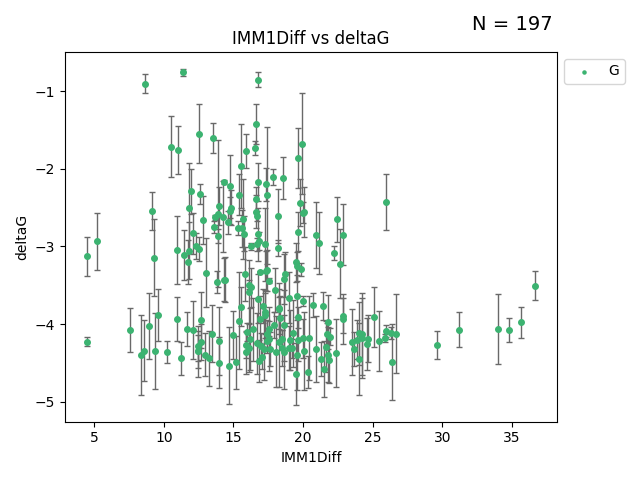 N = 197
IMM1Diff vs deltaG
G
deltaG
−1
−2
−3
−4
−5
5 10 15 20 25 30 35
IMM1Diff